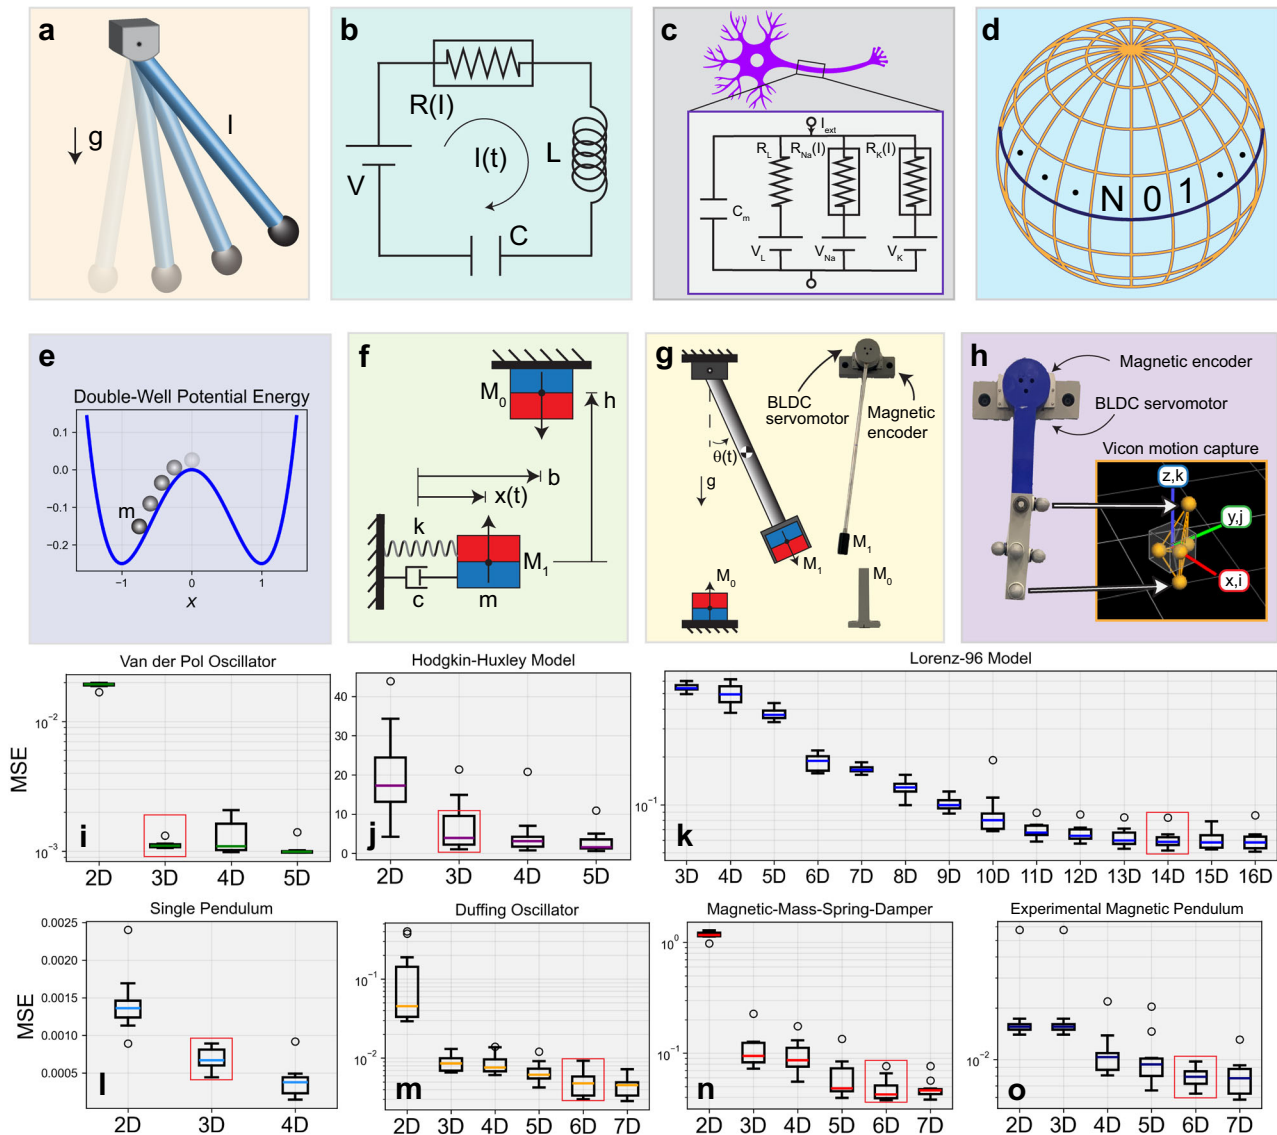 a
g
l
b
R(I)
I(t)
L
V
C
c
I_ext
R_L
R_Na(I)
R_K(I)
C_m
V_L
V_Na
V_K
d
N 0 1
e
Double-Well Potential Energy
0.1
0.0
−0.1
−0.2
m
−1
0
1
x
f
M_0
h
b
x(t)
k
M_1
c
m
g
BLDC
servomotor
Magnetic
encoder
θ(t)
g
M_1
M_0
M_1
M_0
h
Magnetic encoder
BLDC servomotor
Vicon motion capture
z,k
y,j
x,i
Van der Pol Oscillator
MSE
10⁻²
10⁻³
i
2D 3D 4D 5D
Hodgkin-Huxley Model
40
30
20
10
0
j
2D 3D 4D 5D
Lorenz-96 Model
10⁻¹
k
3D 4D 5D 6D 7D 8D 9D 10D 11D 12D 13D 14D 15D 16D
Single Pendulum
MSE
0.0025
0.0020
0.0015
0.0010
0.0005
l
2D 3D 4D
Duffing Oscillator
10⁻¹
10⁻²
m
2D 3D 4D 5D 6D 7D
Magnetic-Mass-Spring-Damper
10⁰
10⁻¹
n
2D 3D 4D 5D 6D 7D
Experimental Magnetic Pendulum
10⁻²
o
2D 3D 4D 5D 6D 7D